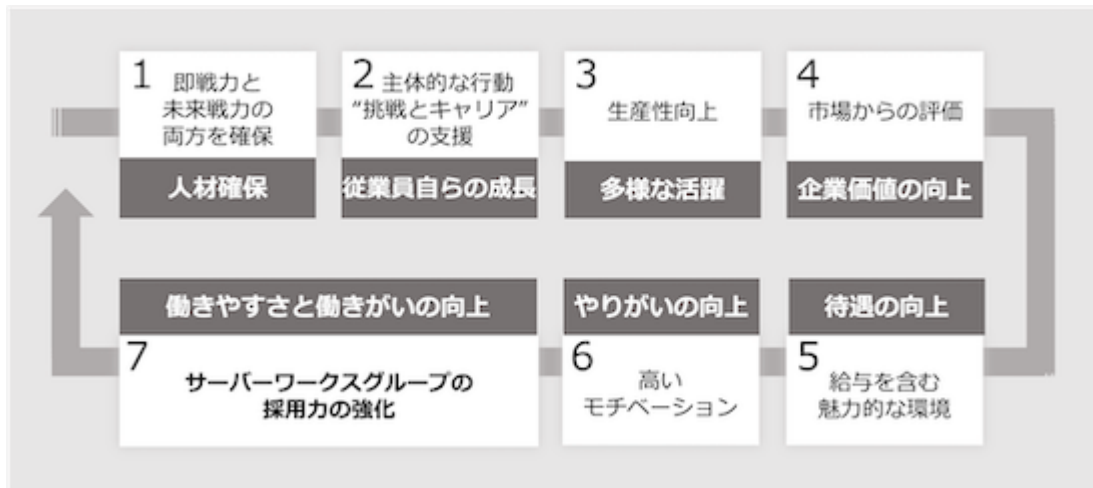 1
即戦力と
未来戦力の
両方を確保
人材確保
2
主体的な行動
“挑戦とキャリア”
の支援
従業員自らの成長
3
生産性向上
多様な活躍
4
市場からの評価
企業価値の向上
待遇の向上
5
給与を含む
魅力的な環境
やりがいの向上
6
高い
モチベーション
働きやすさと働きがいの向上
7
サーバーワークスグループの
採用力の強化